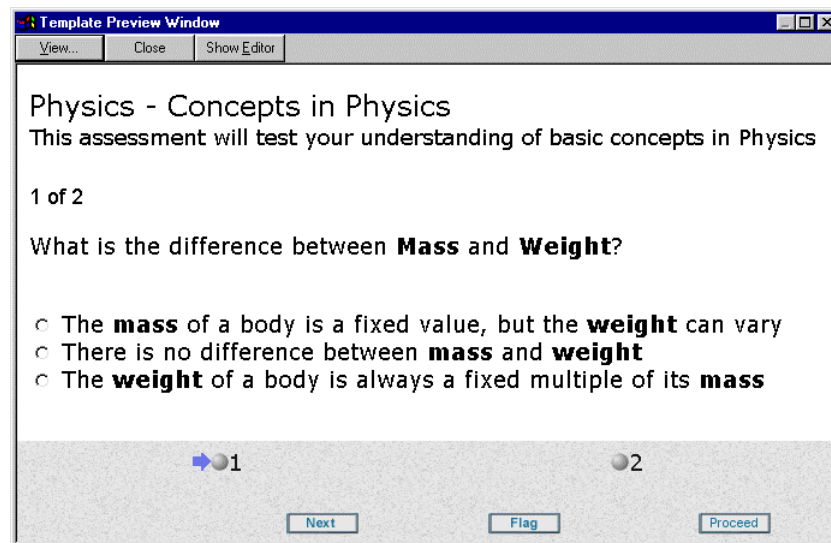 Template Preview Window
View... Close Show Editor
Physics - Concepts in Physics
This assessment will test your understanding of basic concepts in Physics
1 of 2
What is the difference between Mass and Weight?
The mass of a body is a fixed value, but the weight can vary
There is no difference between mass and weight
The weight of a body is always a fixed multiple of its mass
1 2
Next Flag Proceed